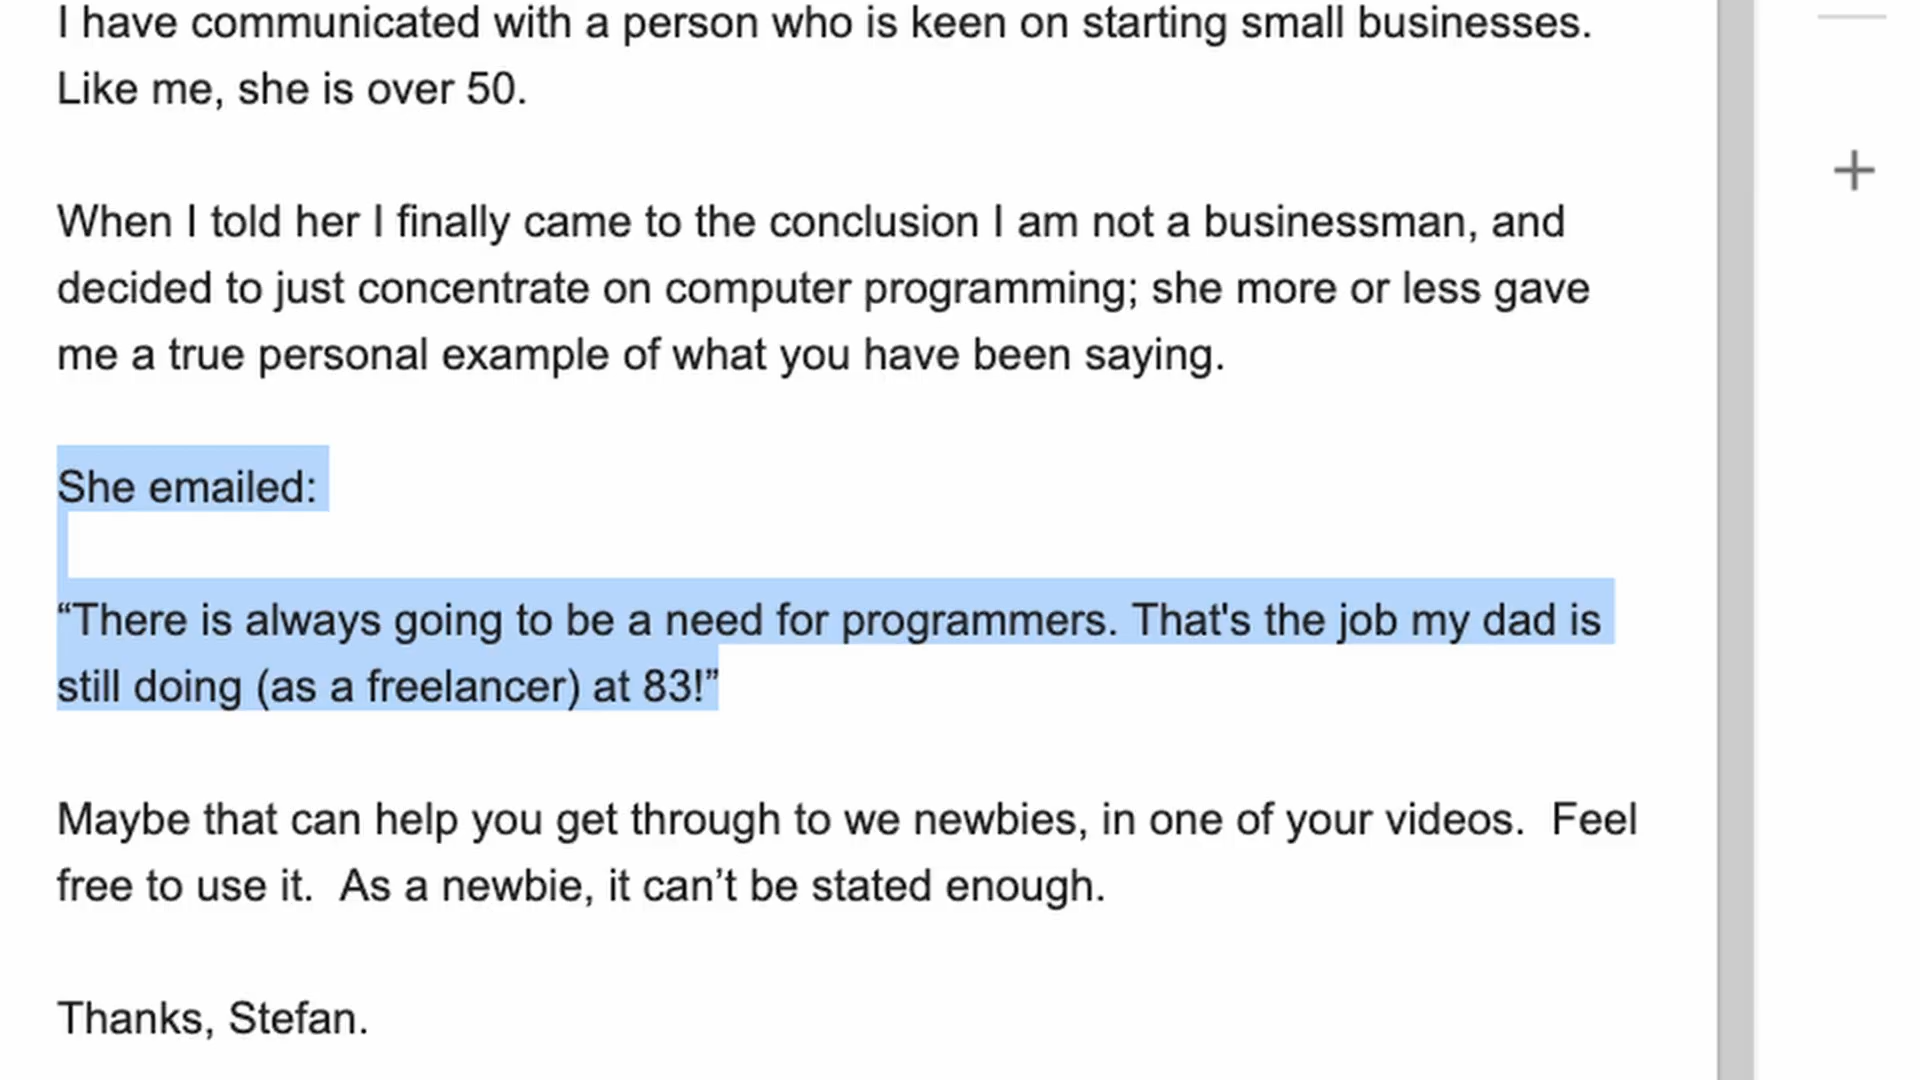 I have communicated with a person who is keen on starting small businesses.
Like me, she is over 50.
When I told her I finally came to the conclusion I am not a businessman, and
decided to just concentrate on computer programming; she more or less gave
me a true personal example of what you have been saying.
She emailed:
“There is always going to be a need for programmers. That's the job my dad is
still doing (as a freelancer) at 83!”
Maybe that can help you get through to we newbies, in one of your videos.  Feel
free to use it.  As a newbie, it can’t be stated enough.
Thanks, Stefan.